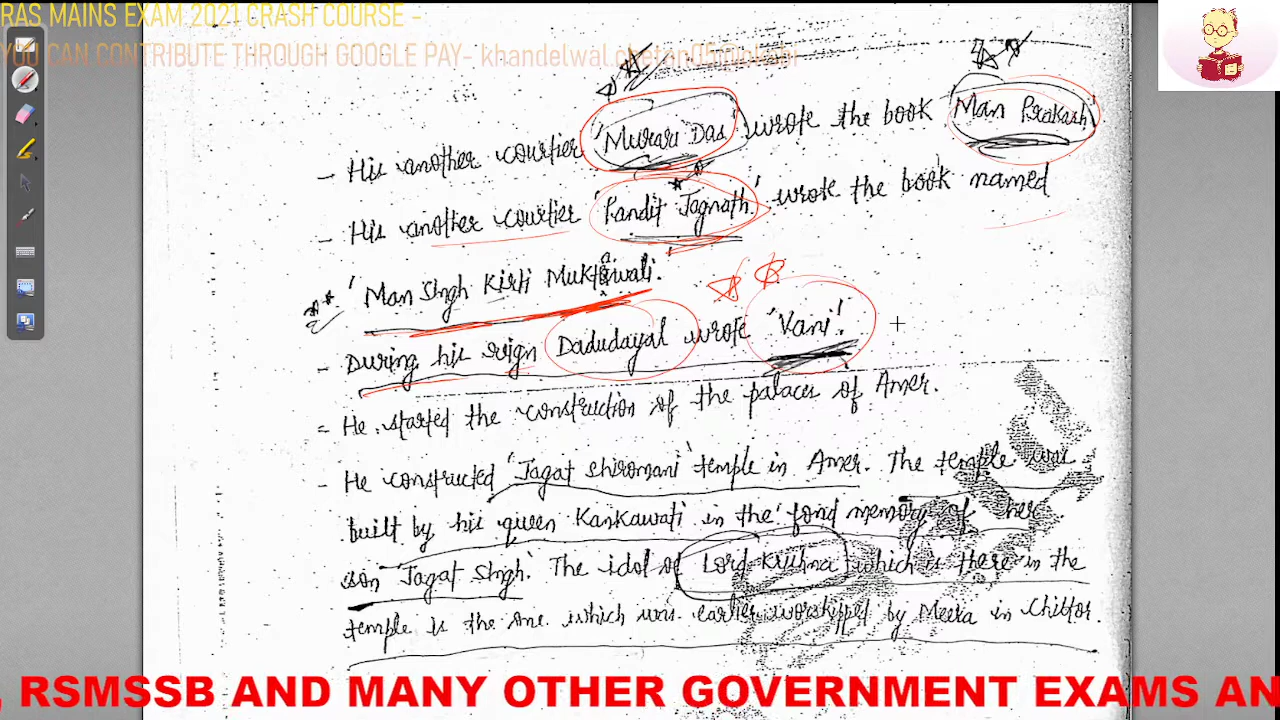 RAS MAINS EXAM 2021 CRASH COURSE -
YOU CAN CONTRIBUTE THROUGH GOOGLE PAY-
- His another courtier 'Murari Das' wrote the book 'Man Prakash'
- His another courtier 'Pandit Jagnath' wrote the book named
'Man Singh Kirti Muktawali.
- During his reign Dadudayal wrote 'Vani'.
- He started the construction of the palaces of Amer.
- He constructed 'Jagat Shiromani' temple in Amer. The temple was
built by his queen Kankawati in the fond memory of her
son Jagat Singh. The idol of Lord Krishna which is there in the
temple is the one which was earlier worshipped by Meera in Chittor.
, RSMSSB AND MANY OTHER GOVERNMENT EXAMS AN